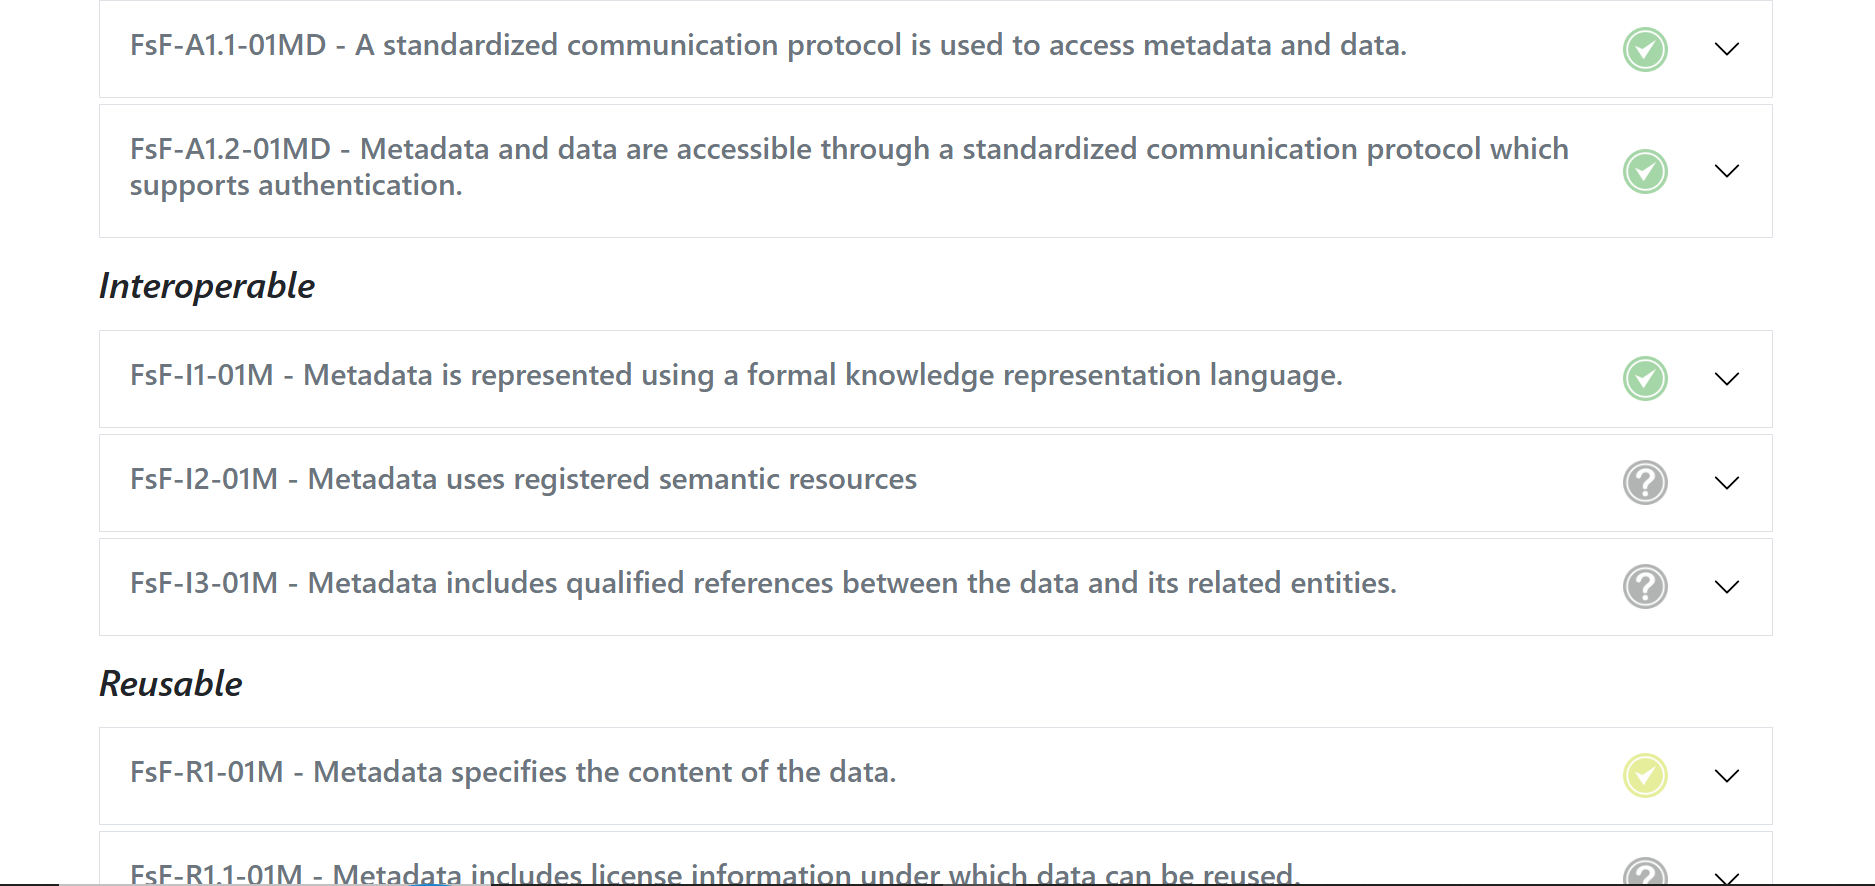 FsF-A1.1-01MD - A standardized communication protocol is used to access metadata and data.
FsF-A1.2-01MD - Metadata and data are accessible through a standardized communication protocol which
supports authentication.
Interoperable
FsF-I1-01M - Metadata is represented using a formal knowledge representation language.
FsF-I2-01M - Metadata uses registered semantic resources
FsF-I3-01M - Metadata includes qualified references between the data and its related entities.
Reusable
FsF-R1-01M - Metadata specifies the content of the data.
FsF-R1.1-01M - Metadata includes license information under which data can be reused.